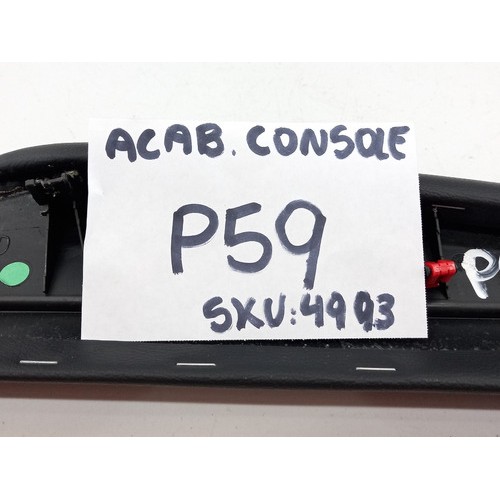 ACAB. CONSOLE
P59
SKU: 4993
P